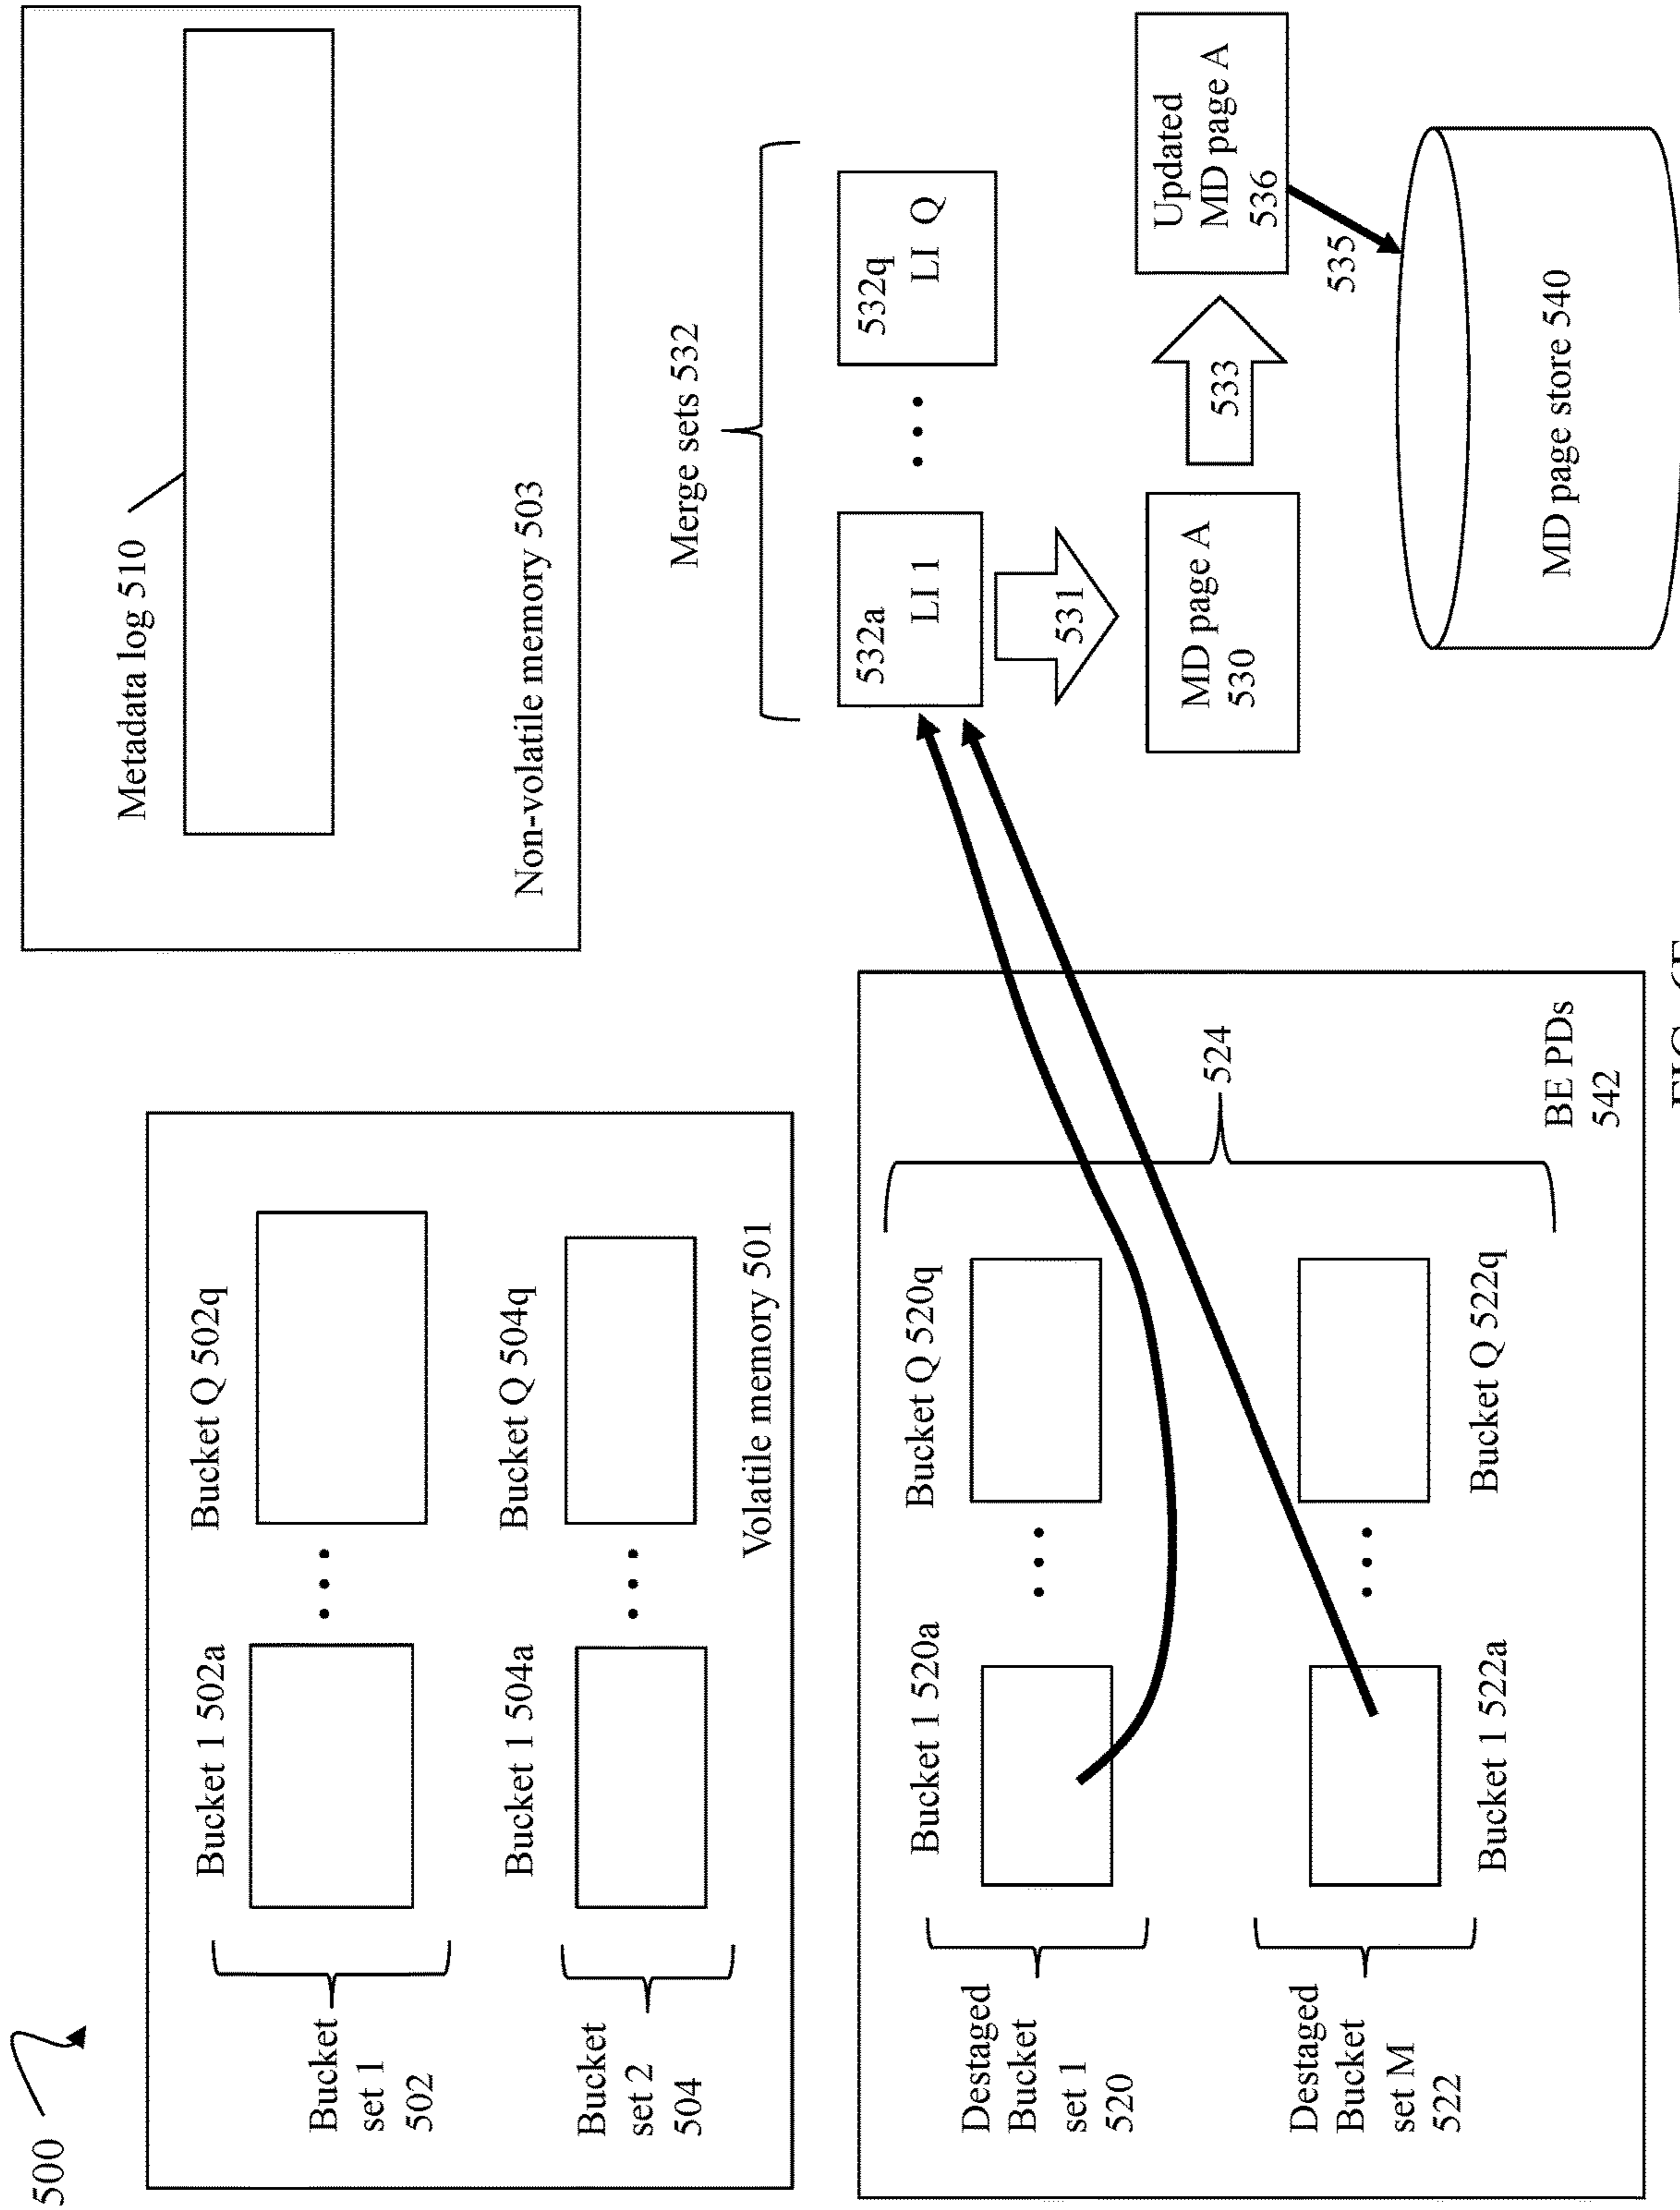 500
Bucket
set 1
502
Bucket 1 502a
Bucket Q 502q
Bucket
set 2
504
Bucket 1 504a
Bucket Q 504q
Volatile memory 501
Metadata log 510
Non-volatile memory 503
Destaged
Bucket
set 1
520
Bucket 1 520a
Bucket Q 520q
Destaged
Bucket
set M
522
Bucket 1 522a
Bucket Q 522q
524
BE PDs
542
Merge sets 532
532a
LI 1
532q
LI Q
531
MD page A
530
533
Updated
MD page A
536
535
MD page store 540
FIG.